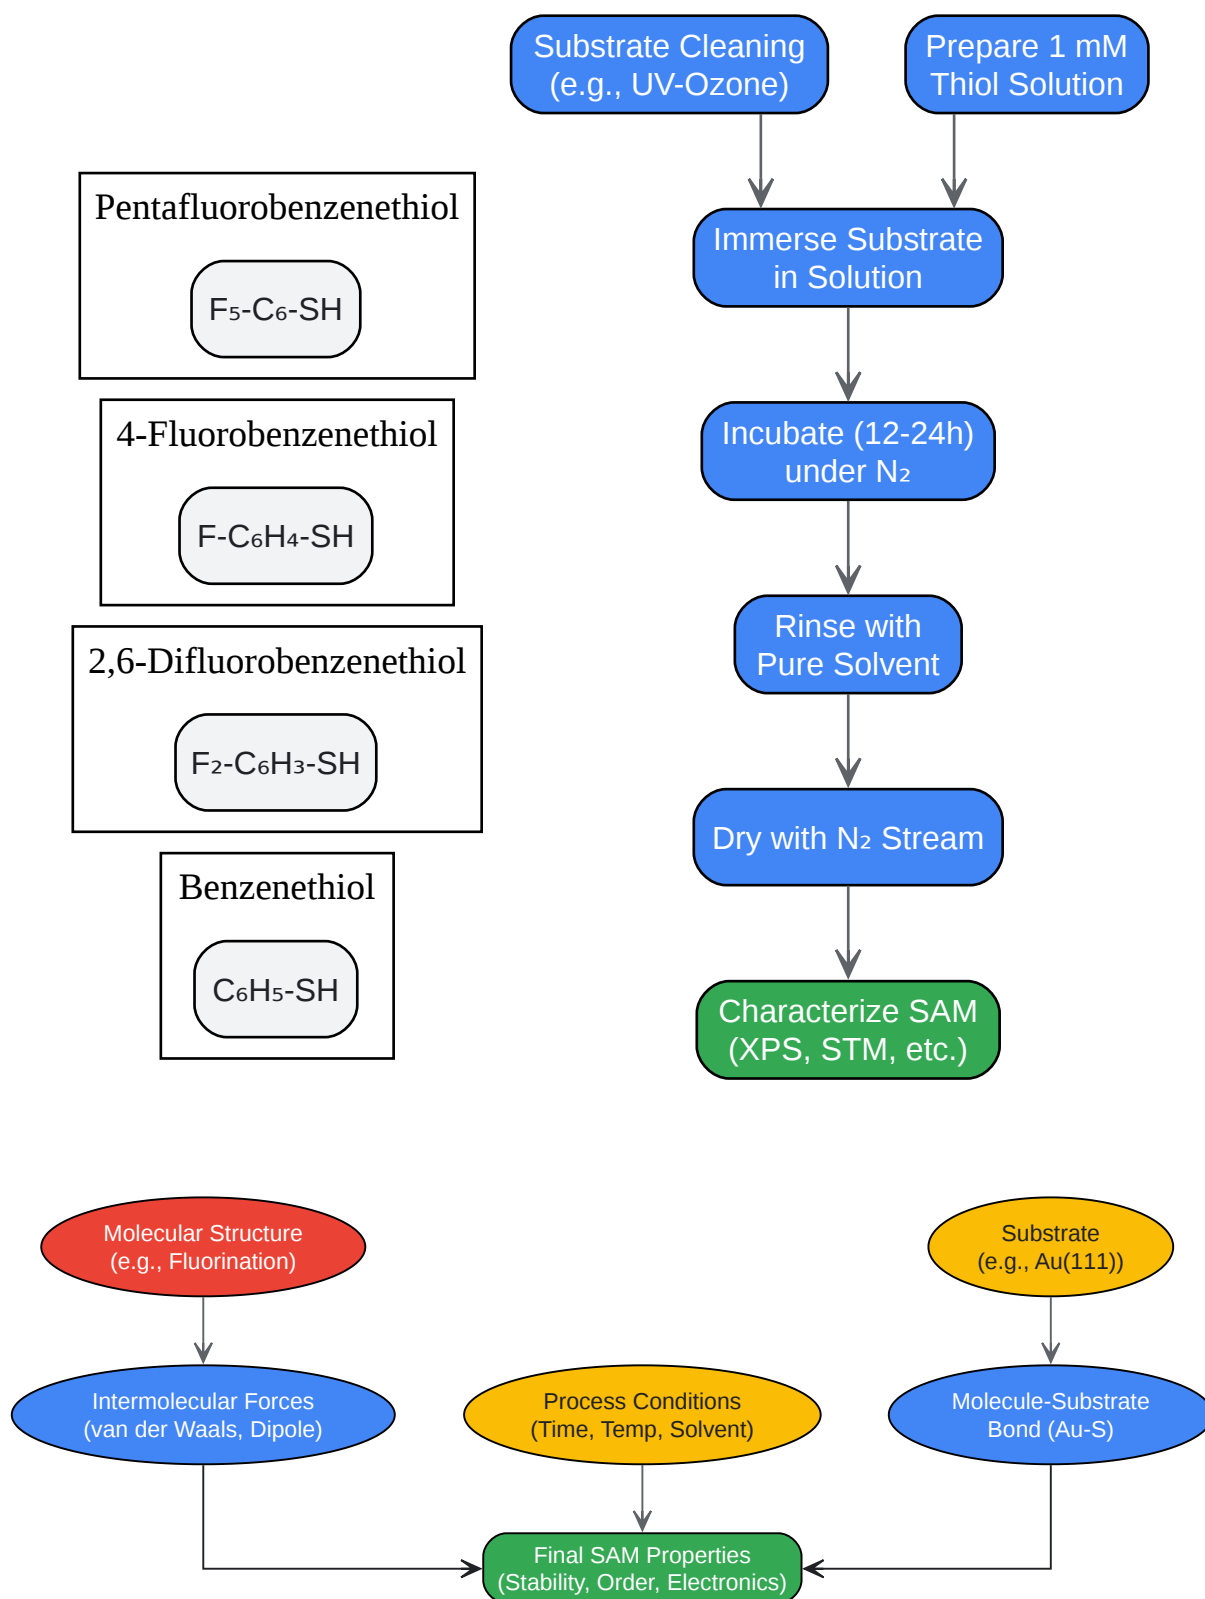 Substrate Cleaning
(e.g., UV-Ozone)
Prepare 1 mM
Thiol Solution
Immerse Substrate
in Solution
Incubate (12-24h)
under N₂
Rinse with
Pure Solvent
Dry with N₂ Stream
Characterize SAM
(XPS, STM, etc.)
Pentafluorobenzenethiol
F₅-C₆-SH
4-Fluorobenzenethiol
F-C₆H₄-SH
2,6-Difluorobenzenethiol
F₂-C₆H₃-SH
Benzenethiol
C₆H₅-SH
Molecular Structure
(e.g., Fluorination)
Substrate
(e.g., Au(111))
Intermolecular Forces
(van der Waals, Dipole)
Process Conditions
(Time, Temp, Solvent)
Molecule-Substrate
Bond (Au-S)
Final SAM Properties
(Stability, Order, Electronics)